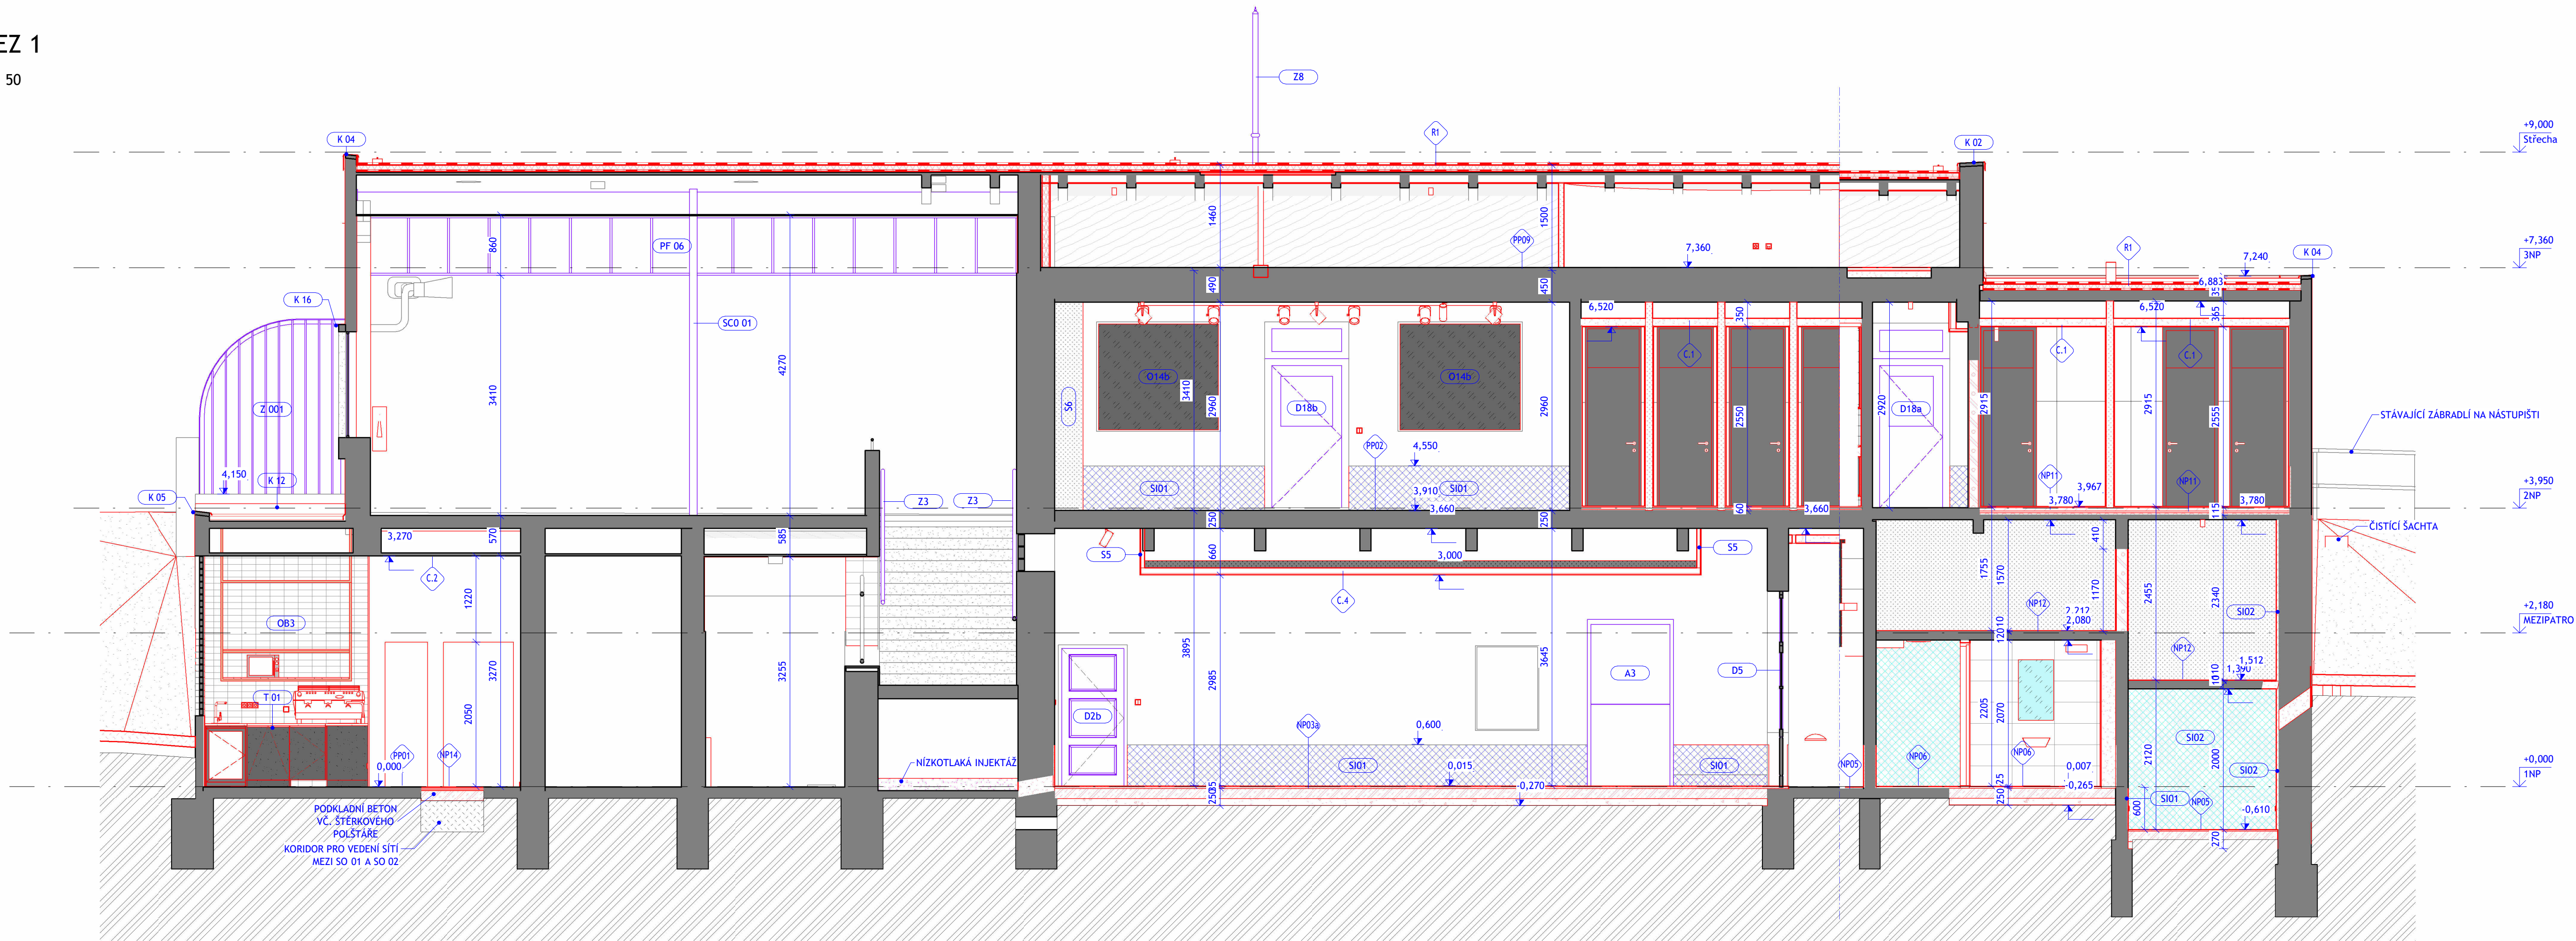 EZ 1
50
Z8
K 04
R1
K 02
+9,000
Střecha
1460
1500
860
PF 06
PP09
7,360
R1
7,240
K 04
+7,360
3NP
490
450
6,883
K 16
SC0 01
6,520
350
6,520
365
C.1
C.1
C.1
4270
3410
Z 001
O14b
O14b
S6
3410
2960
D18b
2960
2550
2920
D18a
2915
2915
2555
STÁVAJÍCÍ ZÁBRADLÍ NA NÁSTUPIŠTI
PP02
4,550
4,150
K 12
K 05
Z3
Z3
SI01
SI01
3,910
3,660
NP11
NP11
3,967
3,780
3,780
+3,950
2NP
60
3,660
115
250
250
570
585
3,270
410
ČISTÍCÍ ŠACHTA
S5
660
3,000
S5
C.2
C.4
1755
1570
1170
2455
2340
1220
OB3
NP12
2,212
2,080
SI02
+2,180
MEZIPATRO
12010
3895
3645
NP12
1,512
1,390
1010
3270
3255
2985
A3
D5
T 01
2050
D2b
2205
2070
SI02
2120
2000
NP03a
0,600
PP01
NP14
0,000
NÍZKOTLAKÁ INJEKTÁŽ
SI01
0,015
SI01
NP05
NP06
NP06
0,007
-0,265
SI02
+0,000
1NP
-0,270
SI01
NP05
-0,610
600
270
PODKLADNÍ BETON
VČ. ŠTĚRKOVÉHO
POLŠTÁŘE
KORIDOR PRO VEDENÍ SÍTÍ
MEZI SO 01 A SO 02